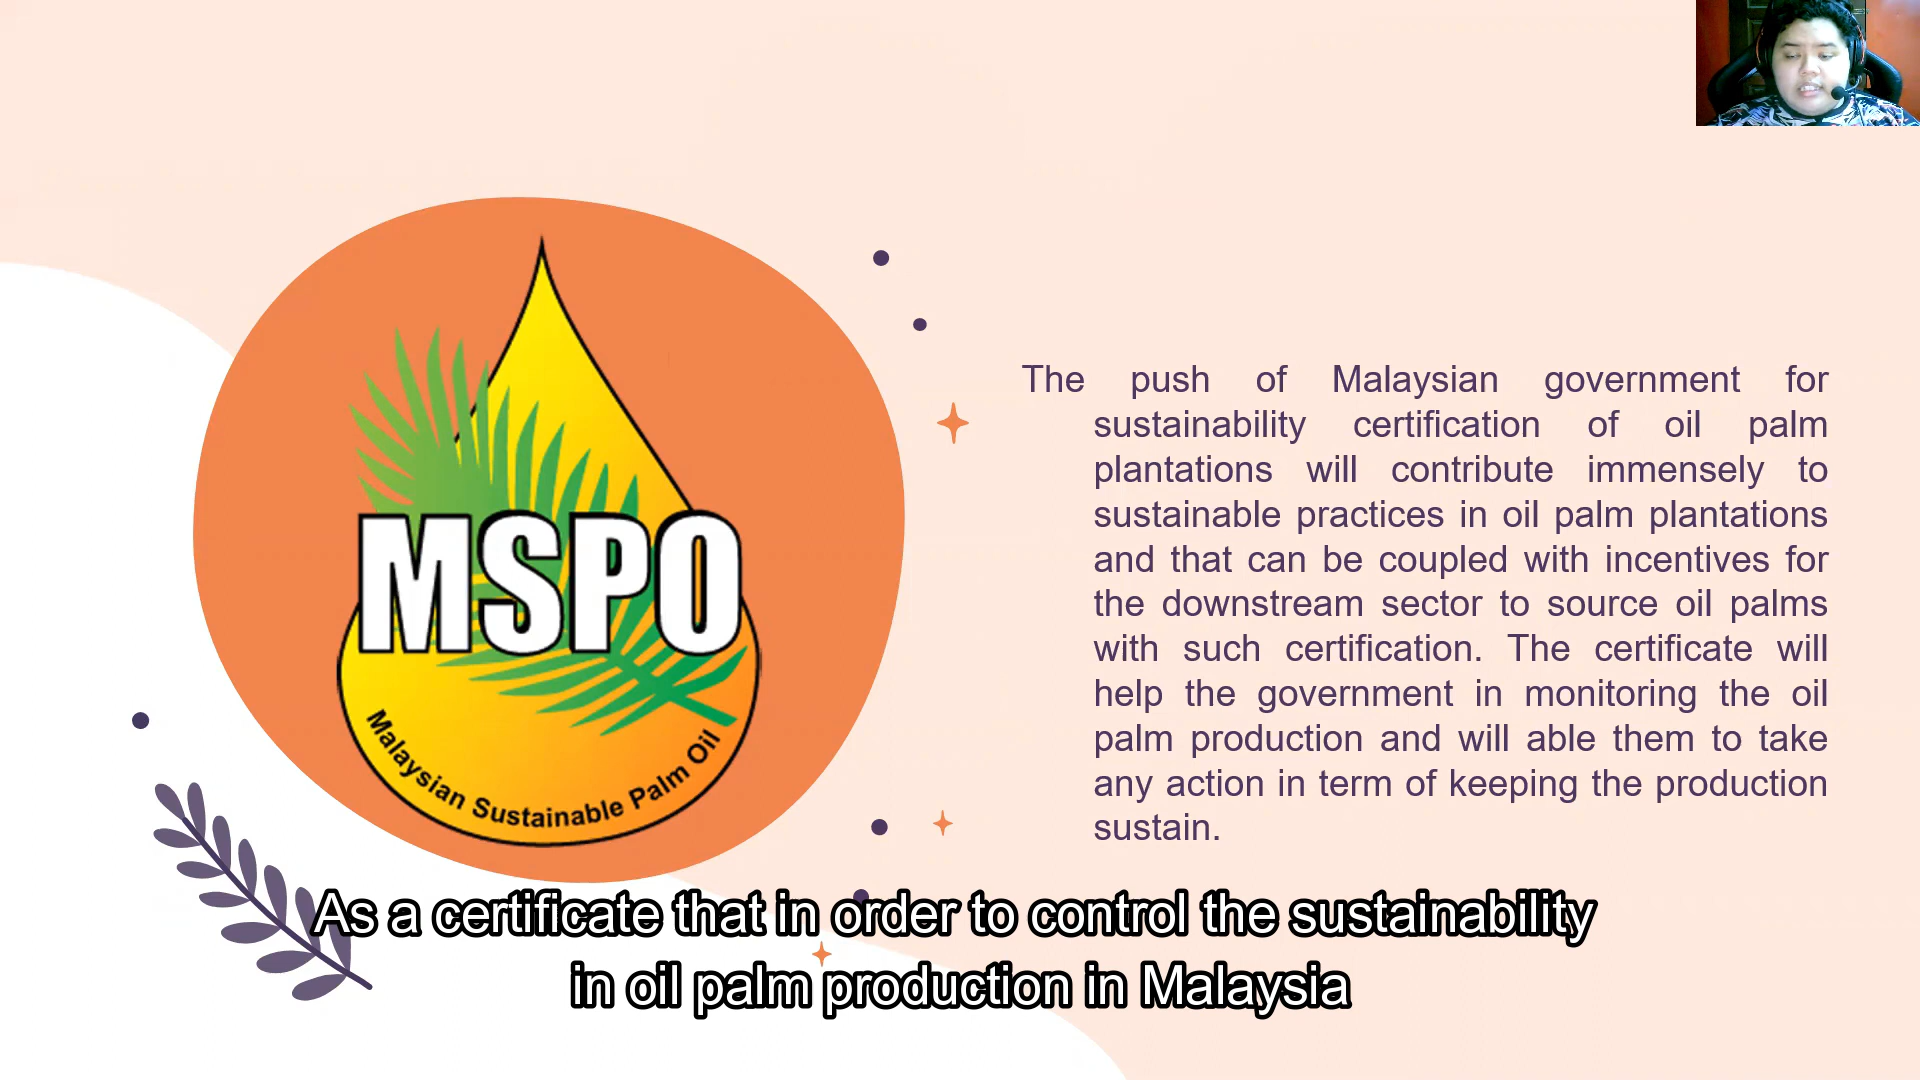 MSPO
Malaysian Sustainable Palm Oil
The push of Malaysian government for
sustainability certification of oil palm
plantations will contribute immensely to
sustainable practices in oil palm plantations
and that can be coupled with incentives for
the downstream sector to source oil palms
with such certification. The certificate will
help the government in monitoring the oil
palm production and will able them to take
any action in term of keeping the production
sustain.
As a certificate that in order to control the sustainability
in oil palm production in Malaysia